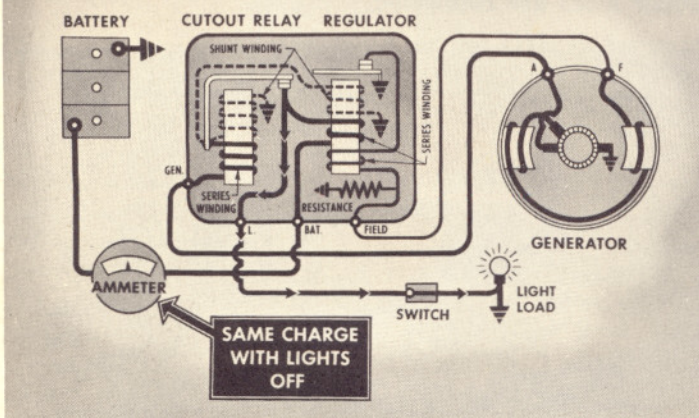 BATTERY
CUTOUT RELAY
REGULATOR
SHUNT WINDING
SERIES WINDING
A
F
GEN.
SERIES
WINDING
RESISTANCE
L.
BAT.
FIELD
GENERATOR
AMMETER
SWITCH
LIGHT
LOAD
SAME CHARGE
WITH LIGHTS
OFF